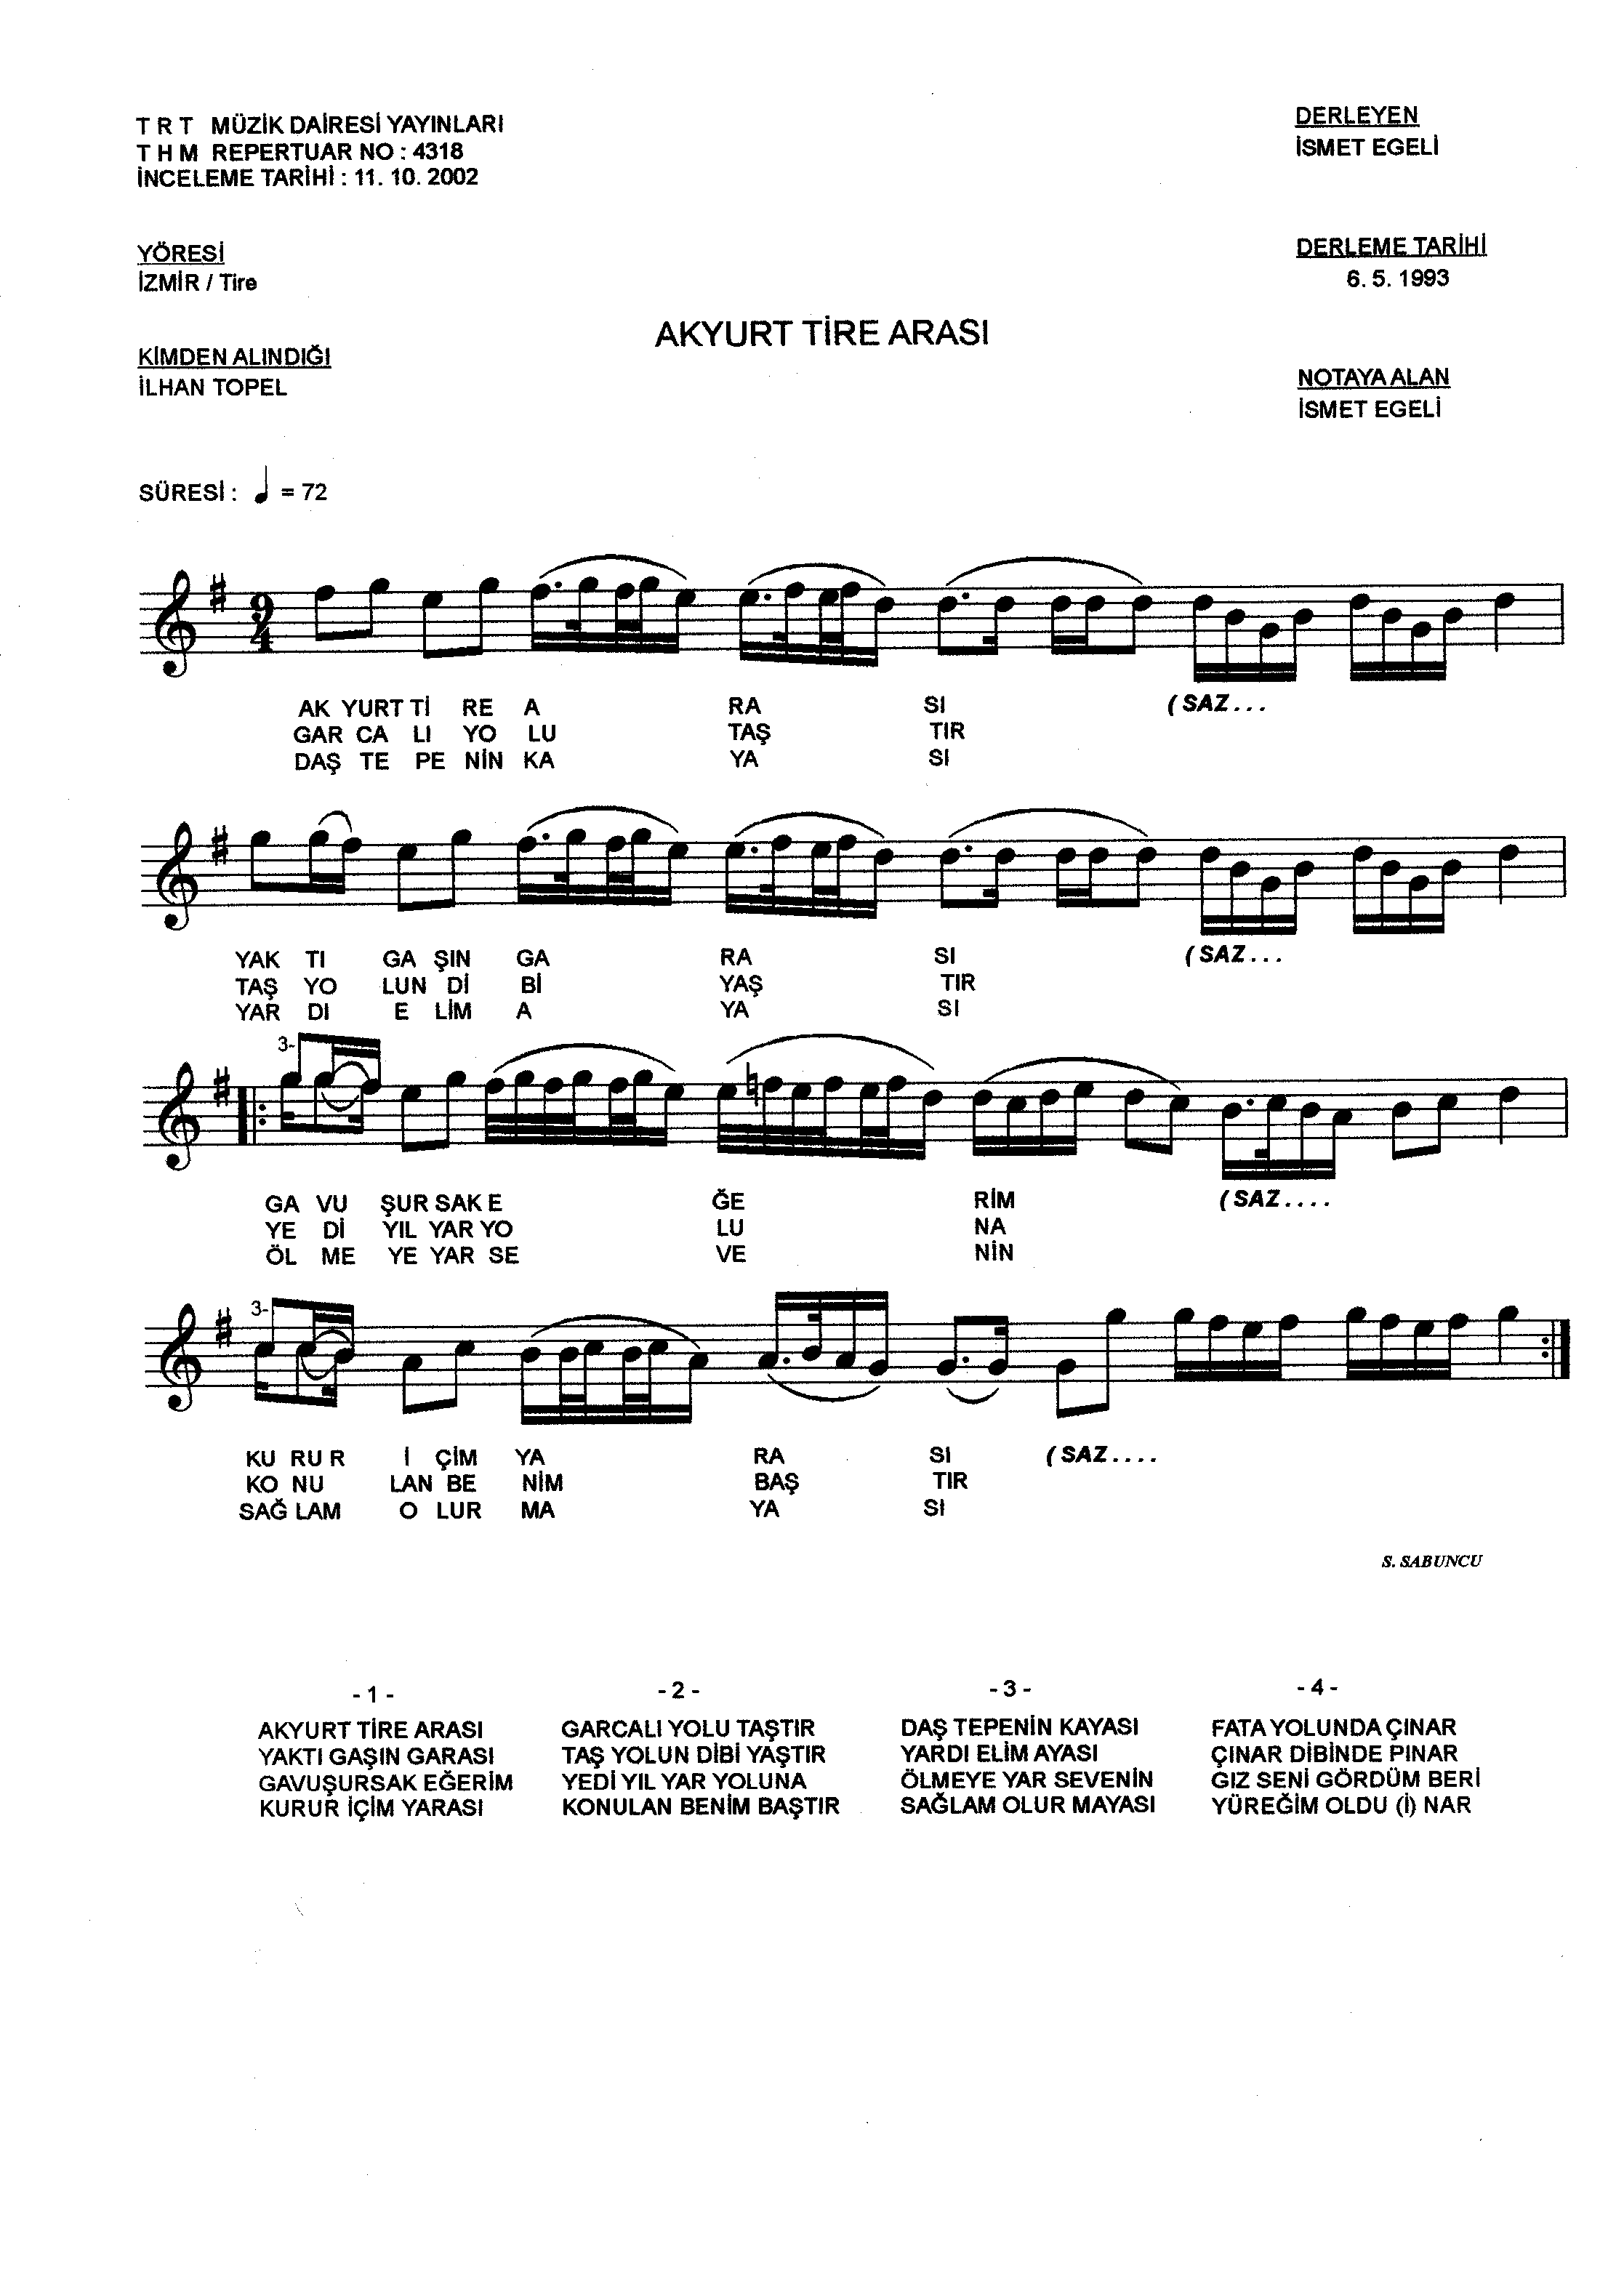 T R T MÜZİK DAİRESİ YAYINLARI
T H M REPERTUAR NO : 4318
İNCELEME TARİHİ : 11. 10. 2002
DERLEYEN
İSMET EGELİ
YÖRESİ
İZMİR / Tire
DERLEME TARİHİ
6. 5. 1993
AKYURT TİRE ARASI
KİMDEN ALINDIĞI
İLHAN TOPEL
NOTAYA ALAN
İSMET EGELİ
SÜRESİ : = 72
9
4
AK YURT Tİ RE A RA SI ( SAZ . . .
GAR CA LI YO LU TAŞ TIR
DAŞ TE PE NİN KA YA SI
YAK TI GA ŞIN GA RA SI ( SAZ . . .
TAŞ YO LUN Dİ Bİ YAŞ TIR
YAR DI E LİM A YA SI
3-
GA VU ŞUR SAK E ĞE RİM ( SAZ . . . .
YE Dİ YIL YAR YO LU NA
ÖL ME YE YAR SE VE NİN
3-
KU RU R İ ÇİM YA RA SI ( SAZ . . . .
KO NU LAN BE NİM BAŞ TIR
SAĞ LAM O LUR MA YA SI
S. SABUNCU
- 1 -
AKYURT TİRE ARASI
YAKTI GAŞIN GARASI
GAVUŞURSAK EĞERİM
KURUR İÇİM YARASI
- 2 -
GARCALI YOLU TAŞTIR
TAŞ YOLUN DİBİ YAŞTIR
YEDİ YIL YAR YOLUNA
KONULAN BENİM BAŞTIR
- 3 -
DAŞ TEPENİN KAYASI
YARDI ELİM AYASI
ÖLMEYE YAR SEVENİN
SAĞLAM OLUR MAYASI
- 4 -
FATA YOLUNDA ÇINAR
ÇINAR DİBİNDE PINAR
GIZ SENİ GÖRDÜM BERİ
YÜREĞİM OLDU (İ) NAR